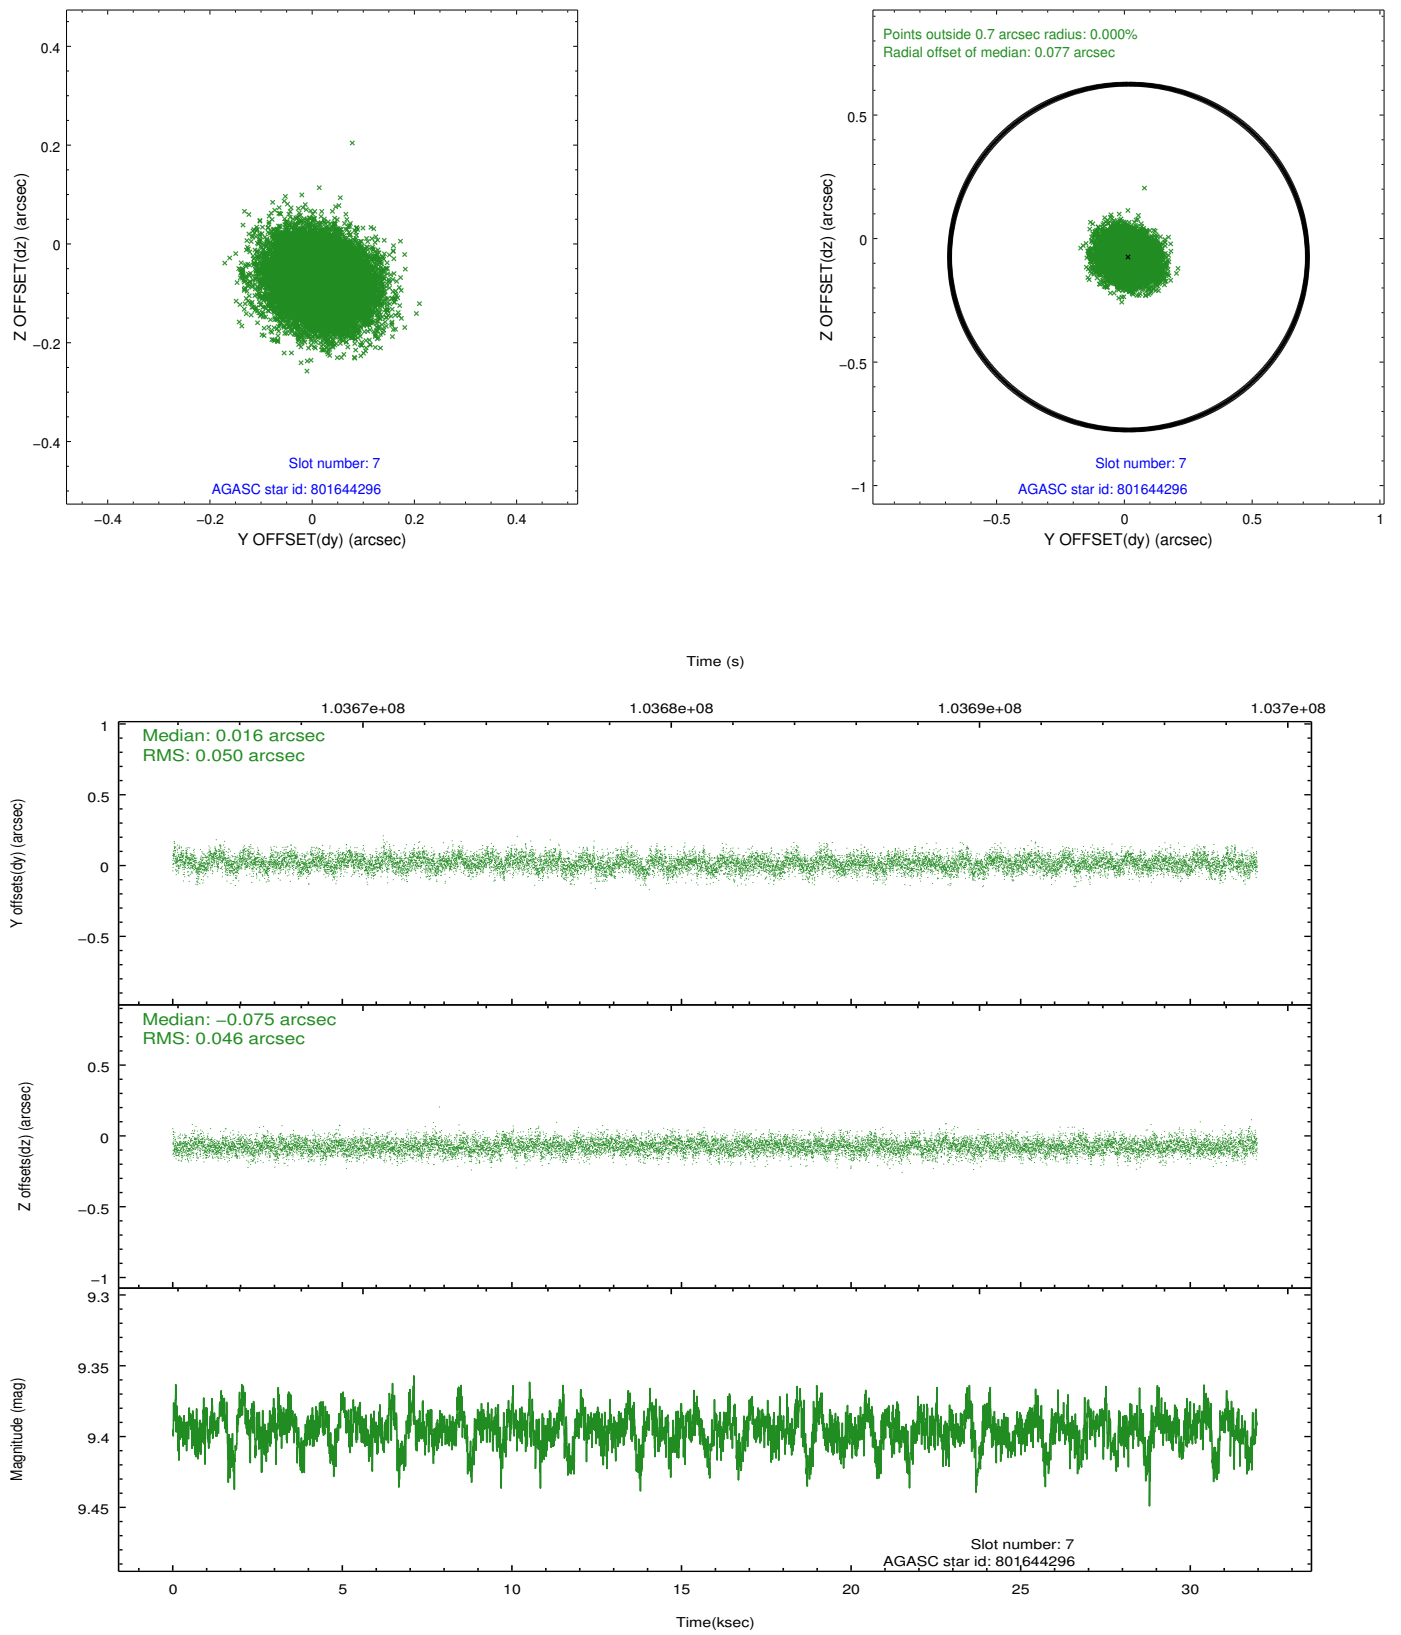 0.4
0.2
0
−0.2
−0.4
Z OFFSET(dz) (arcsec)
Slot number: 7
AGASC star id: 801644296
−0.4 −0.2 0 0.2 0.4
Y OFFSET(dy) (arcsec)
Points outside 0.7 arcsec radius: 0.000%
Radial offset of median: 0.077 arcsec
0.5
0
−0.5
−1
Z OFFSET(dz) (arcsec)
Slot number: 7
AGASC star id: 801644296
−0.5 0 0.5 1
Y OFFSET(dy) (arcsec)
Time (s)
1.0367e+08 1.0368e+08 1.0369e+08 1.037e+08
Median: 0.016 arcsec
RMS: 0.050 arcsec
1
0.5
0
−0.5
Y offsets(dy) (arcsec)
Median: −0.075 arcsec
RMS: 0.046 arcsec
0.5
0
−0.5
−1
Z offsets(dz) (arcsec)
9.3
9.35
9.4
9.45
Magnitude (mag)
Slot number: 7
AGASC star id: 801644296
0 5 10 15 20 25 30
Time(ksec)